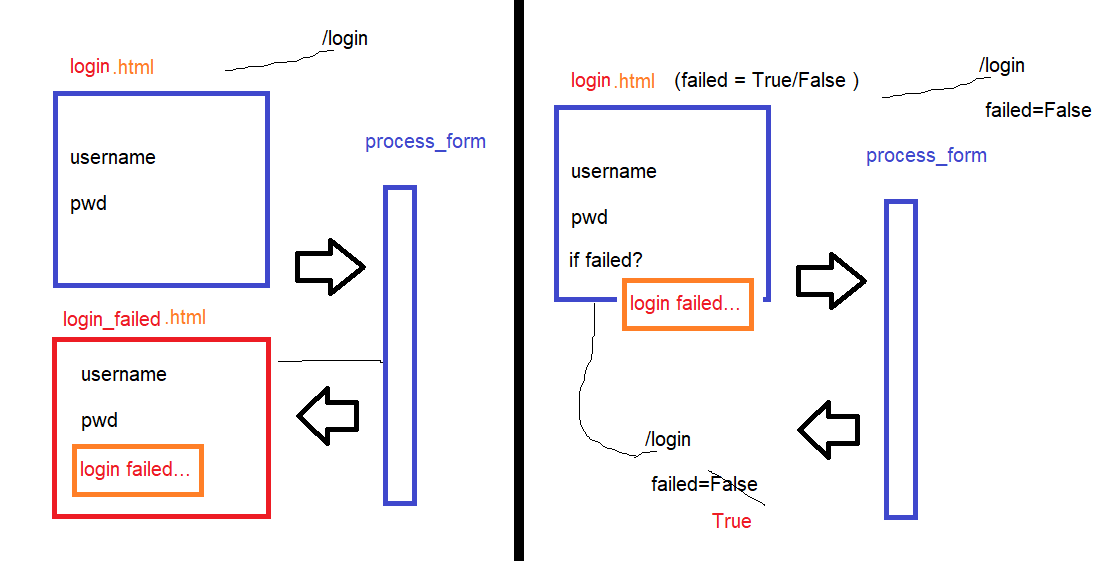 /login
login.html
username
pwd
process_form
login_failed.html
username
pwd
login failed...
login.html (failed = True/False )
/login
failed=False
process_form
username
pwd
if failed?
login failed...
/login
failed=False
True